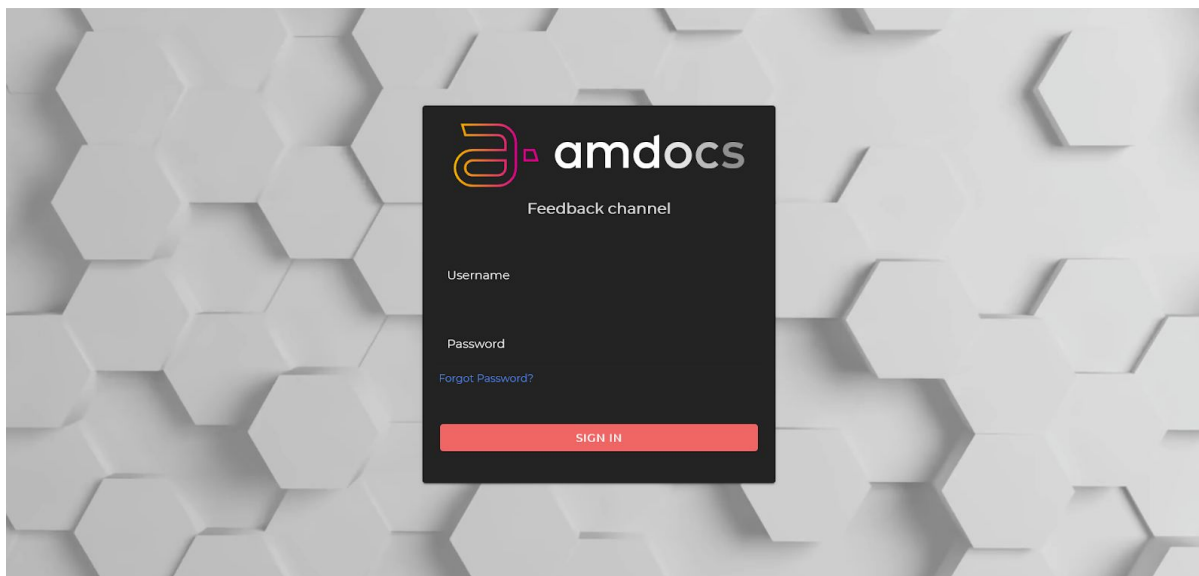 amdocs
Feedback channel
Username
Password
Forgot Password?
SIGN IN